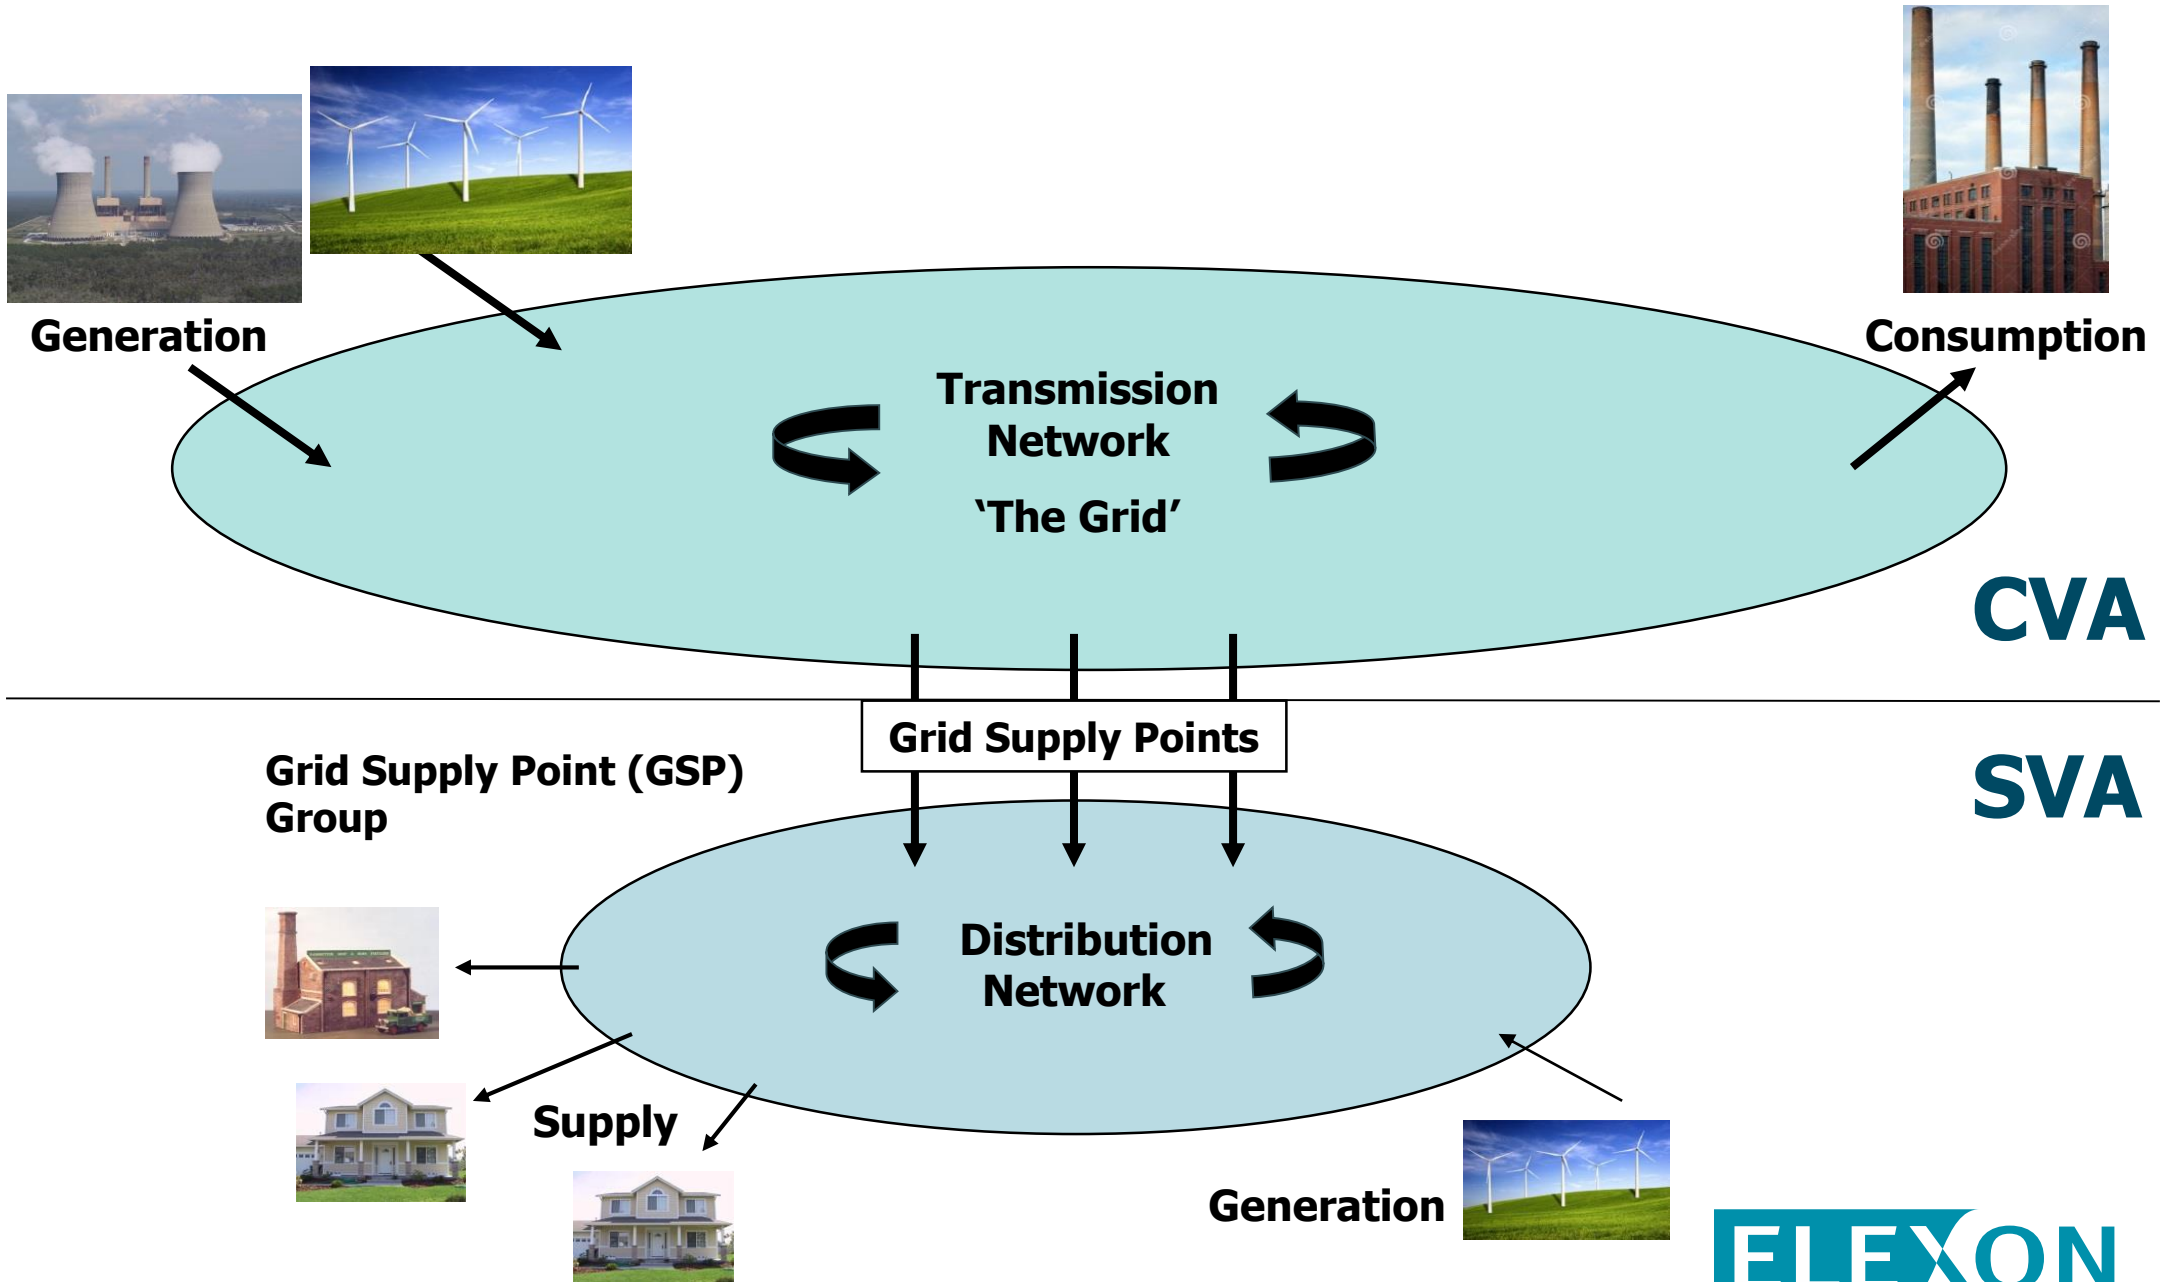 Generation
Consumption
Transmission
Network
‘The Grid’
CVA
Grid Supply Points
SVA
Grid Supply Point (GSP)
Group
Distribution
Network
Supply
Generation
ELEXON